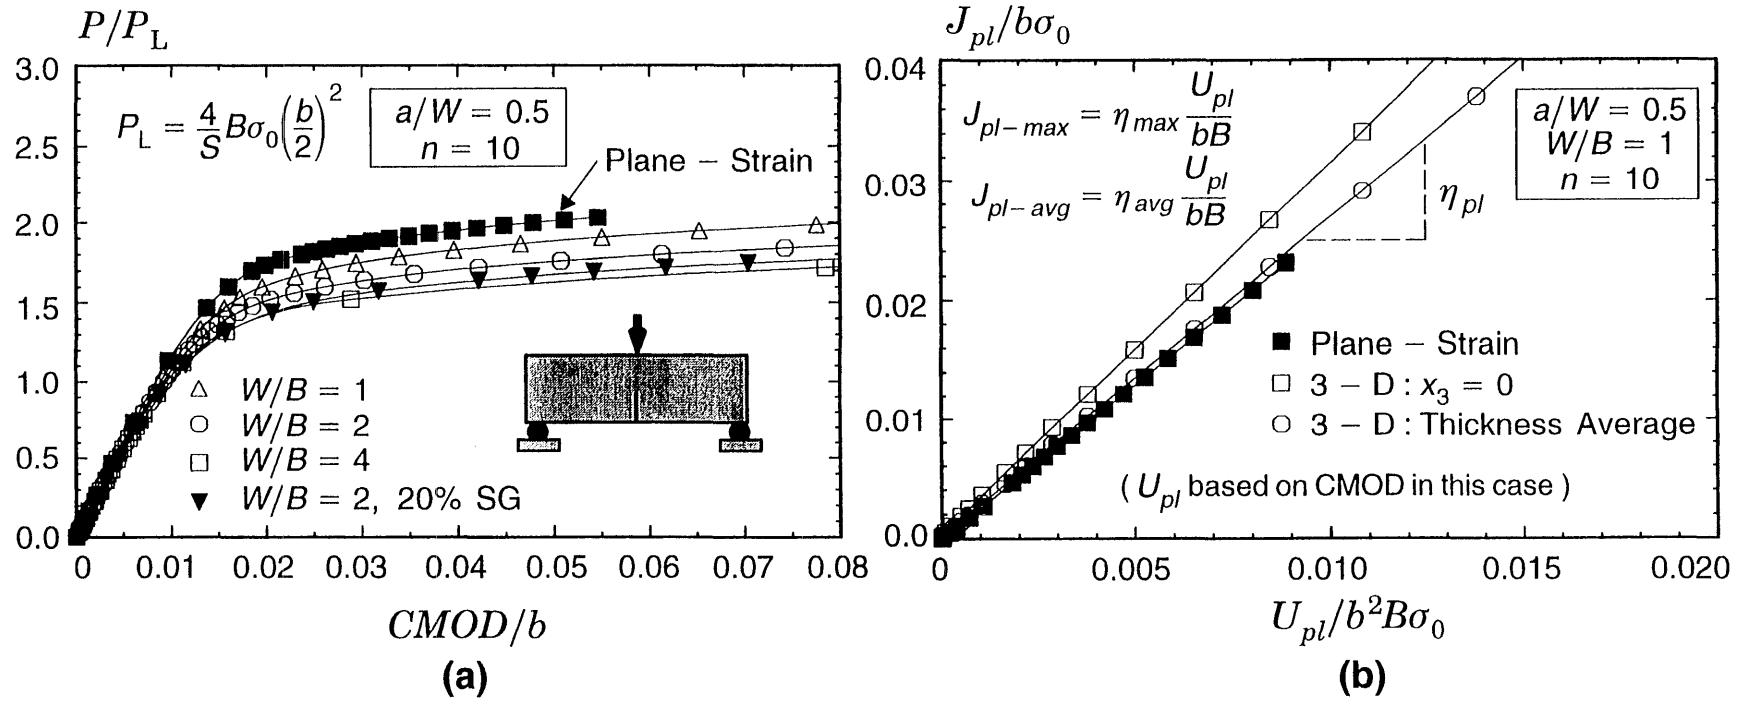 P/P_L
3.0
2.5
2.0
1.5
1.0
0.5
0.0
P_L = 4/S Bσ₀(b/2)²
a/W = 0.5
n = 10
Plane – Strain
W/B = 1
W/B = 2
W/B = 4
W/B = 2, 20% SG
0 0.01 0.02 0.03 0.04 0.05 0.06 0.07 0.08
CMOD/b
(a)
J_pl/bσ₀
0.04
0.03
0.02
0.01
0.0
J_pl–max = η_max U_pl/bB
J_pl–avg = η_avg U_pl/bB
a/W = 0.5
W/B = 1
n = 10
η_pl
Plane – Strain
3 – D : x₃ = 0
3 – D : Thickness Average
( U_pl based on CMOD in this case )
0 0.005 0.010 0.015 0.020
U_pl/b²Bσ₀
(b)